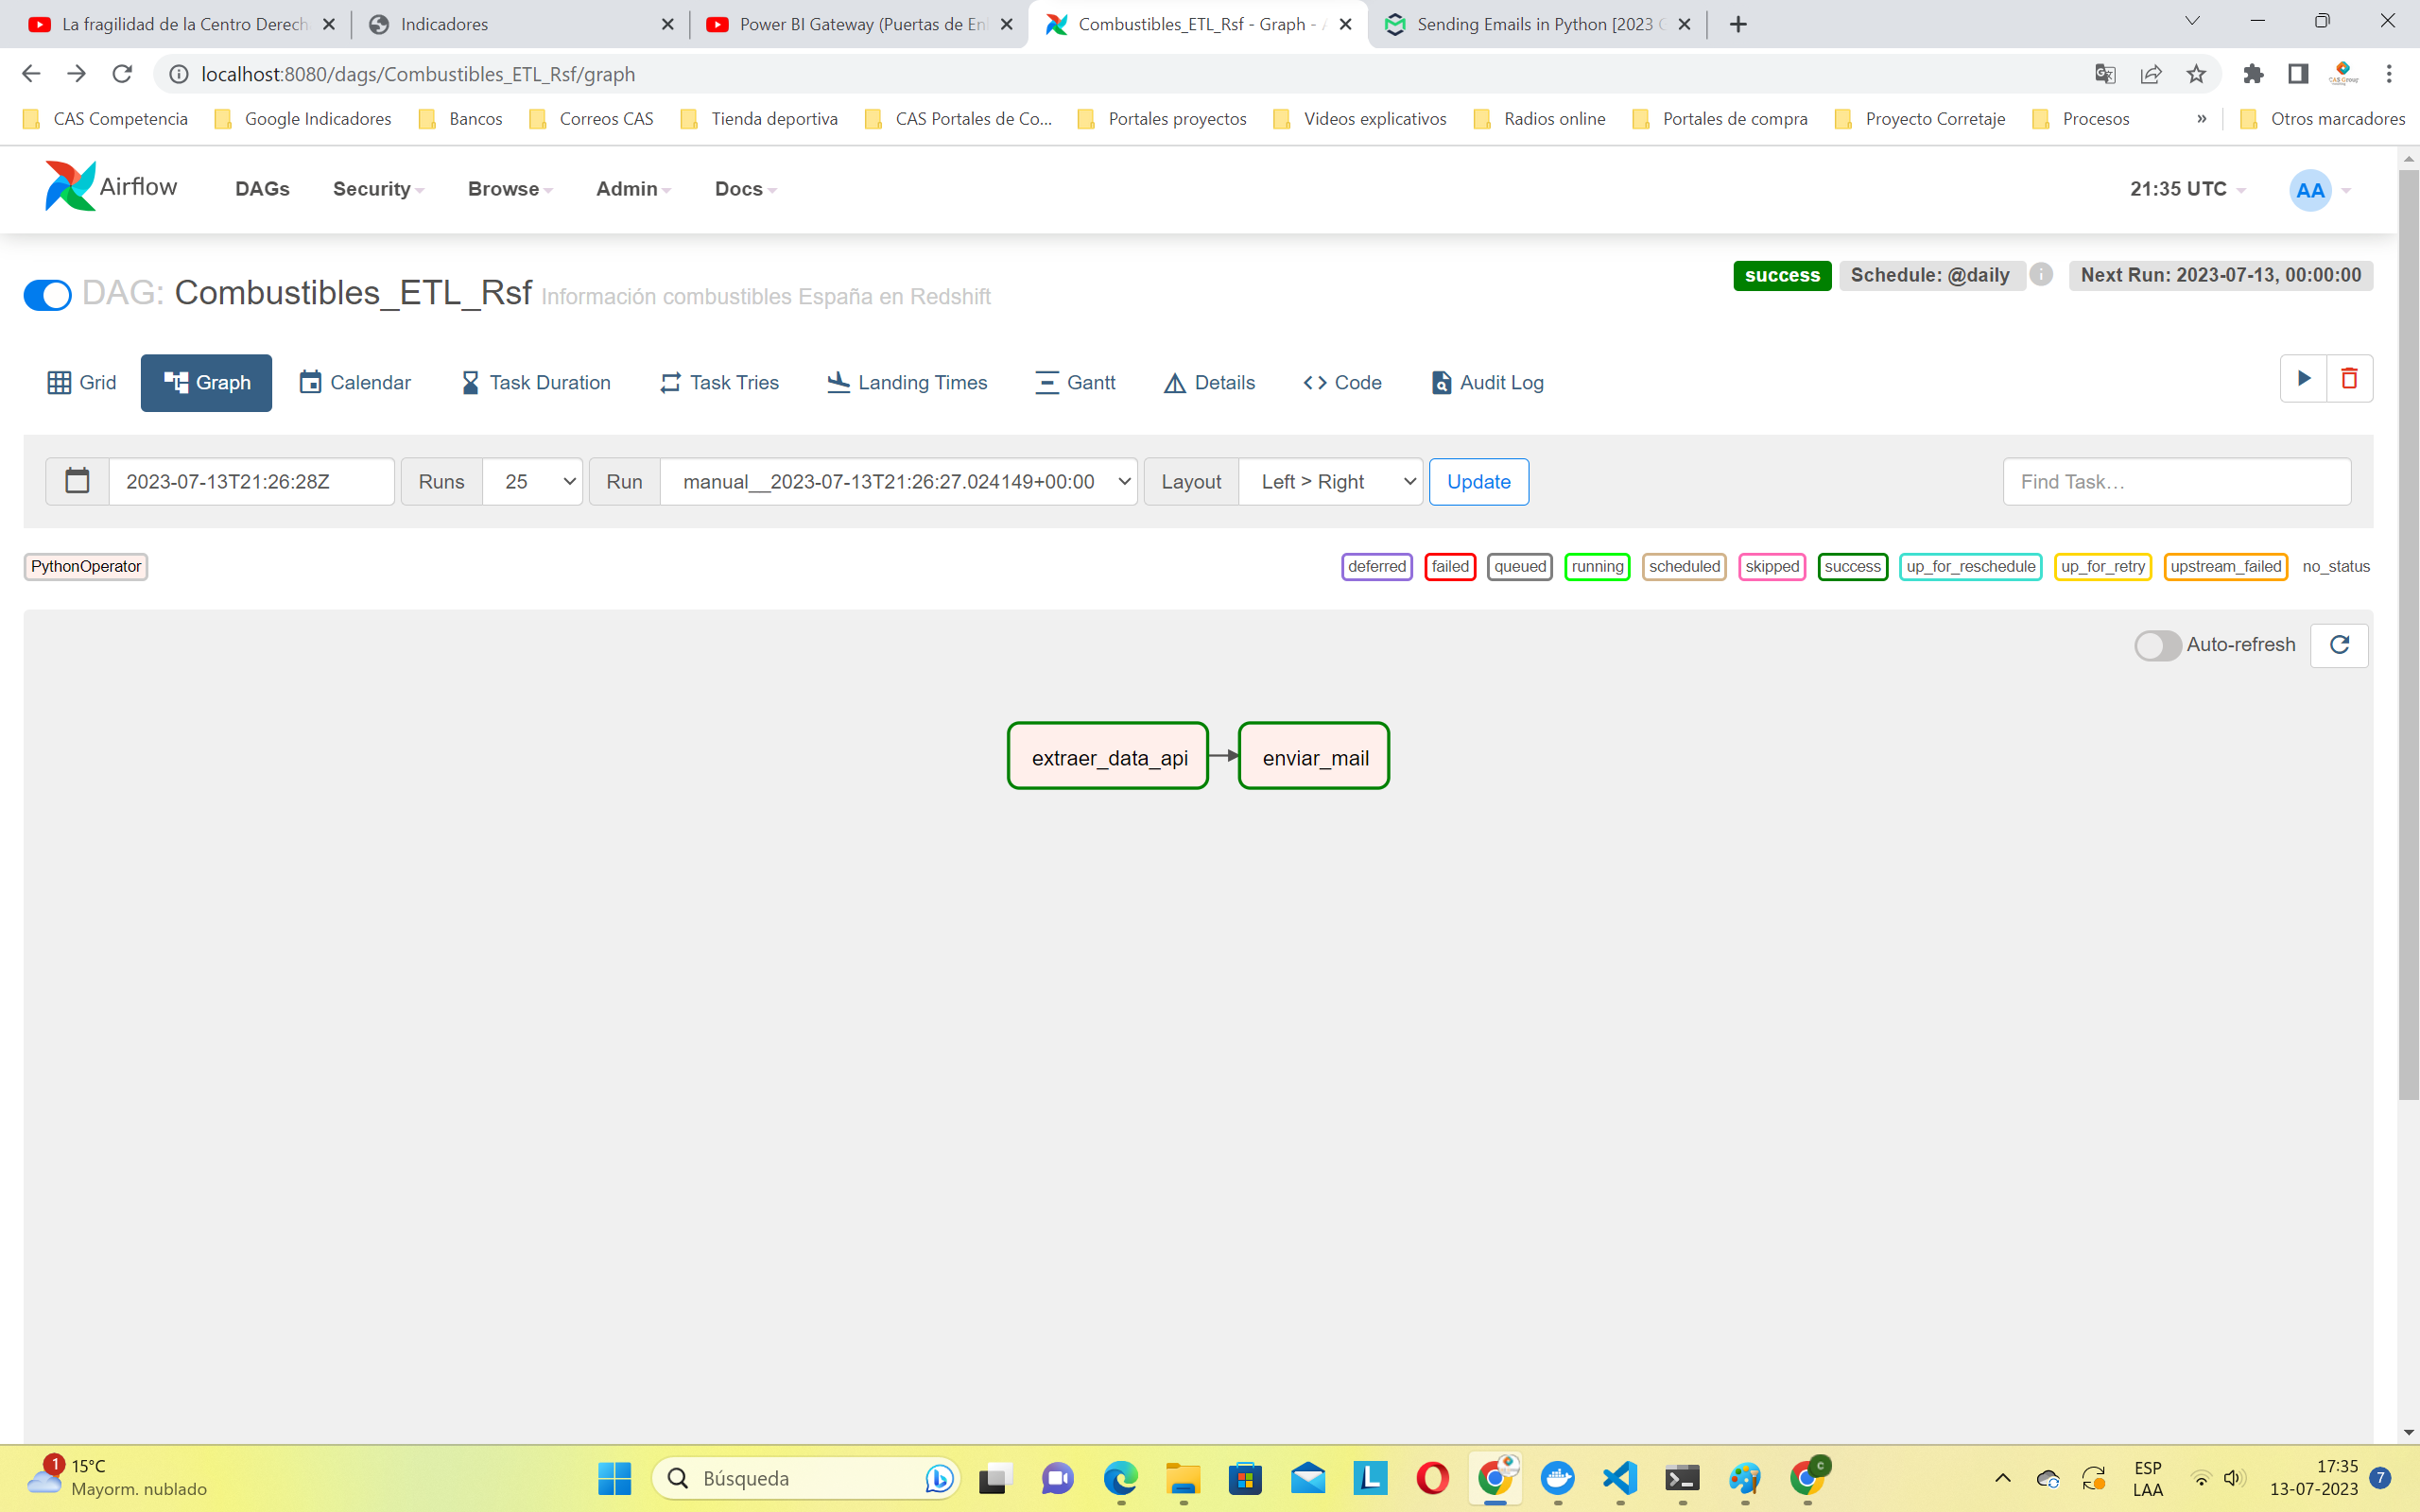 La fragilidad de la Centro Derech
Indicadores
Power BI Gateway (Puertas de En
Combustibles_ETL_Rsf - Graph -
Sending Emails in Python [2023
localhost:8080/dags/Combustibles_ETL_Rsf/graph
CAS Competencia
Google Indicadores
Bancos
Correos CAS
Tienda deportiva
CAS Portales de Co...
Portales proyectos
Videos explicativos
Radios online
Portales de compra
Proyecto Corretaje
Procesos
»
Otros marcadores
Airflow
DAGs
Security
Browse
Admin
Docs
21:35 UTC
AA
DAG: Combustibles_ETL_Rsf Información combustibles España en Redshift
success
Schedule: @daily
Next Run: 2023-07-13, 00:00:00
Grid
Graph
Calendar
Task Duration
Task Tries
Landing Times
Gantt
Details
Code
Audit Log
2023-07-13T21:26:28Z
Runs
25
Run
manual__2023-07-13T21:26:27.024149+00:00
Layout
Left > Right
Update
Find Task…
PythonOperator
deferred
failed
queued
running
scheduled
skipped
success
up_for_reschedule
up_for_retry
upstream_failed
no_status
Auto-refresh
extraer_data_api
enviar_mail
1
15°C
Mayorm. nublado
Búsqueda
ESP
LAA
17:35
13-07-2023
7